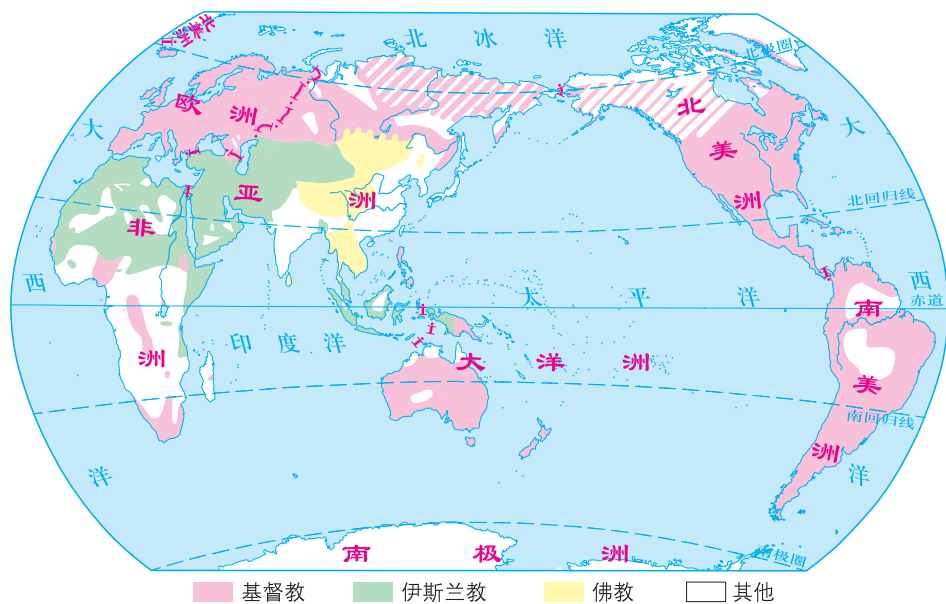 北美洲
北冰洋
北极圈
欧洲
北美洲
大
大
亚洲
北回归线
非洲
西
太平洋
西
赤道
南美洲
印度洋
大洋洲
南回归线
洋
洋
南极洲
南极圈
基督教
伊斯兰教
佛教
其他